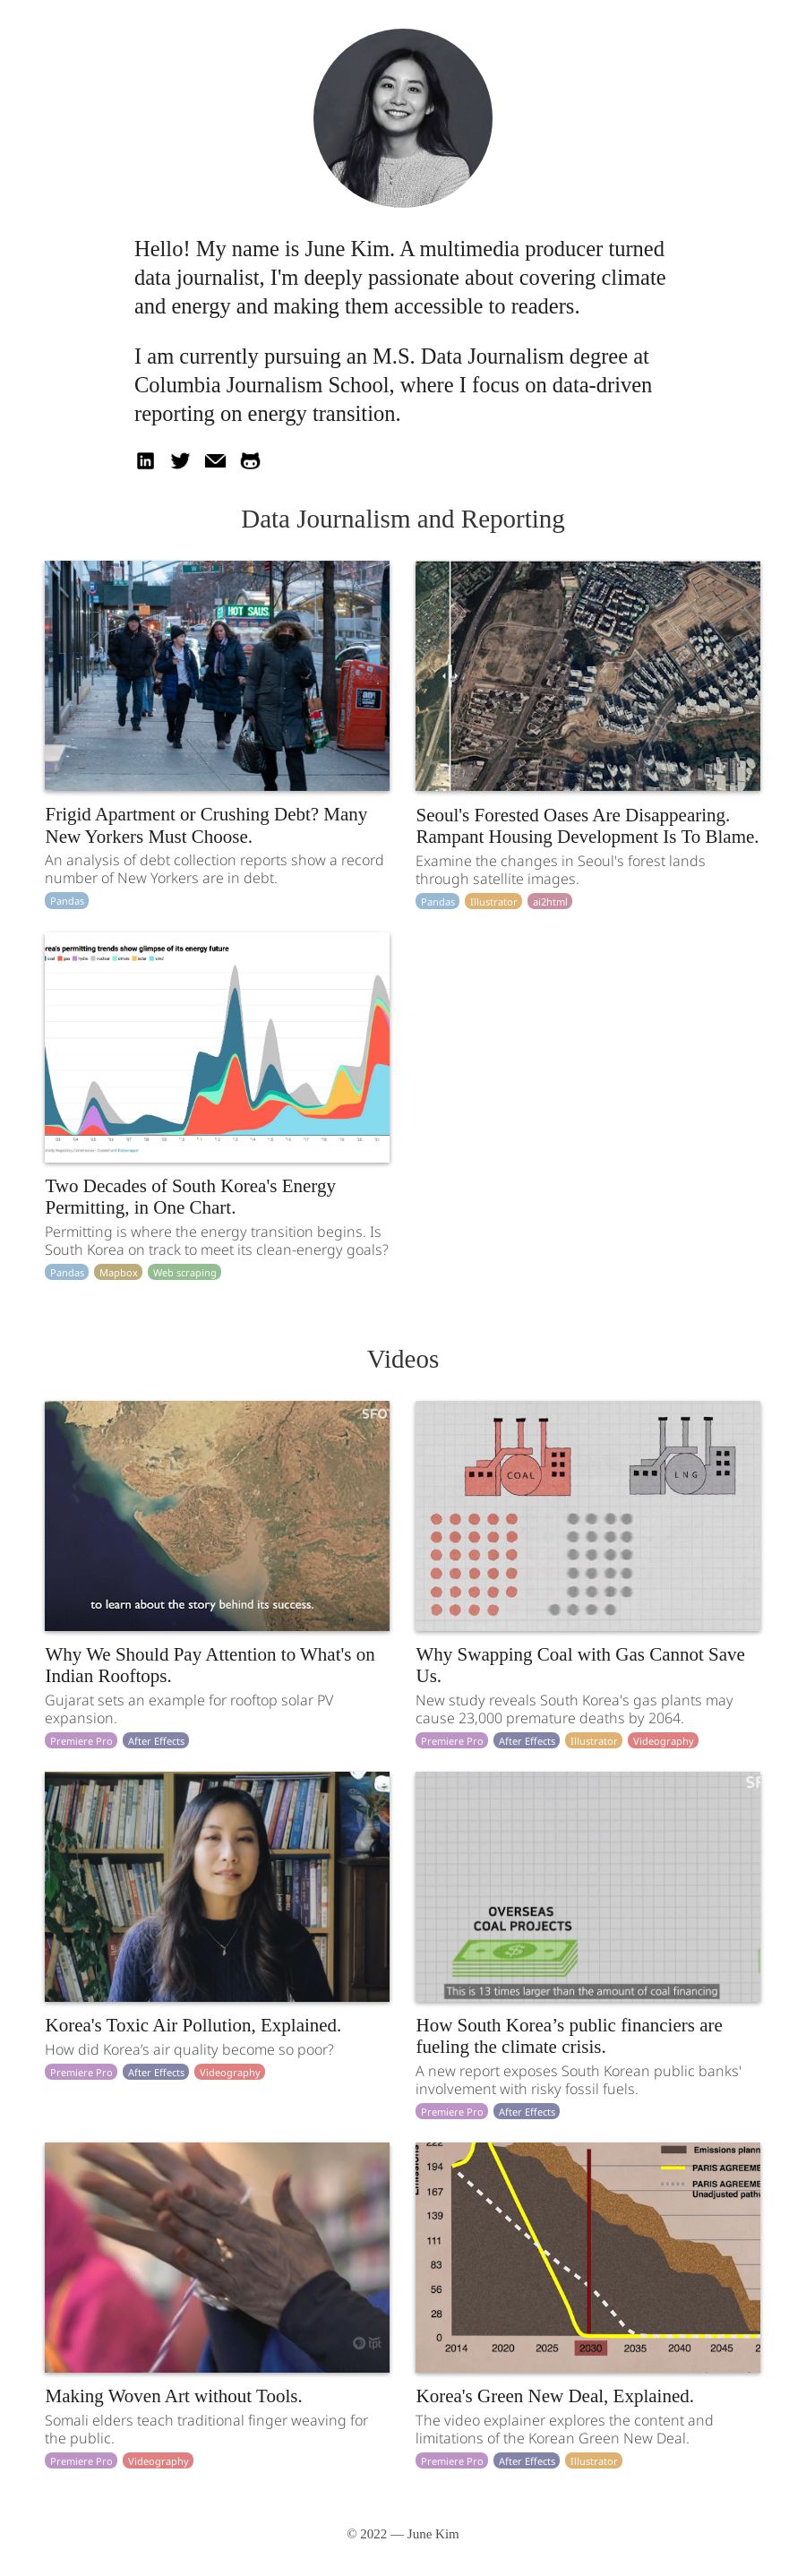 Hello! My name is June Kim. A multimedia producer turned
data journalist, I'm deeply passionate about covering climate
and energy and making them accessible to readers.
I am currently pursuing an M.S. Data Journalism degree at
Columbia Journalism School, where I focus on data-driven
reporting on energy transition.
in
Data Journalism and Reporting
HOT SAUS
Frigid Apartment or Crushing Debt? Many
New Yorkers Must Choose.
An analysis of debt collection reports show a record
number of New Yorkers are in debt.
Pandas
Seoul's Forested Oases Are Disappearing.
Rampant Housing Development Is To Blame.
Examine the changes in Seoul's forest lands
through satellite images.
Pandas Illustrator ai2html
rea's permitting trends show glimpse of its energy future
Two Decades of South Korea's Energy
Permitting, in One Chart.
Permitting is where the energy transition begins. Is
South Korea on track to meet its clean-energy goals?
Pandas Mapbox Web scraping
Videos
SFO
to learn about the story behind its success.
Why We Should Pay Attention to What's on
Indian Rooftops.
Gujarat sets an example for rooftop solar PV
expansion.
Premiere Pro After Effects
COAL LNG
Why Swapping Coal with Gas Cannot Save
Us.
New study reveals South Korea's gas plants may
cause 23,000 premature deaths by 2064.
Premiere Pro After Effects Illustrator Videography
Korea's Toxic Air Pollution, Explained.
How did Korea’s air quality become so poor?
Premiere Pro After Effects Videography
SF
OVERSEAS
COAL PROJECTS
This is 13 times larger than the amount of coal financing
How South Korea’s public financiers are
fueling the climate crisis.
A new report exposes South Korean public banks'
involvement with risky fossil fuels.
Premiere Pro After Effects
tpt
Making Woven Art without Tools.
Somali elders teach traditional finger weaving for
the public.
Premiere Pro Videography
Emissions
222
194
167
139
111
83
56
28
0
2014 2020 2025 2030 2035 2040 2045 2
Emissions plann
PARIS AGREEME
PARIS AGREEME
Unadjusted pathw
Korea's Green New Deal, Explained.
The video explainer explores the content and
limitations of the Korean Green New Deal.
Premiere Pro After Effects Illustrator
© 2022 — June Kim